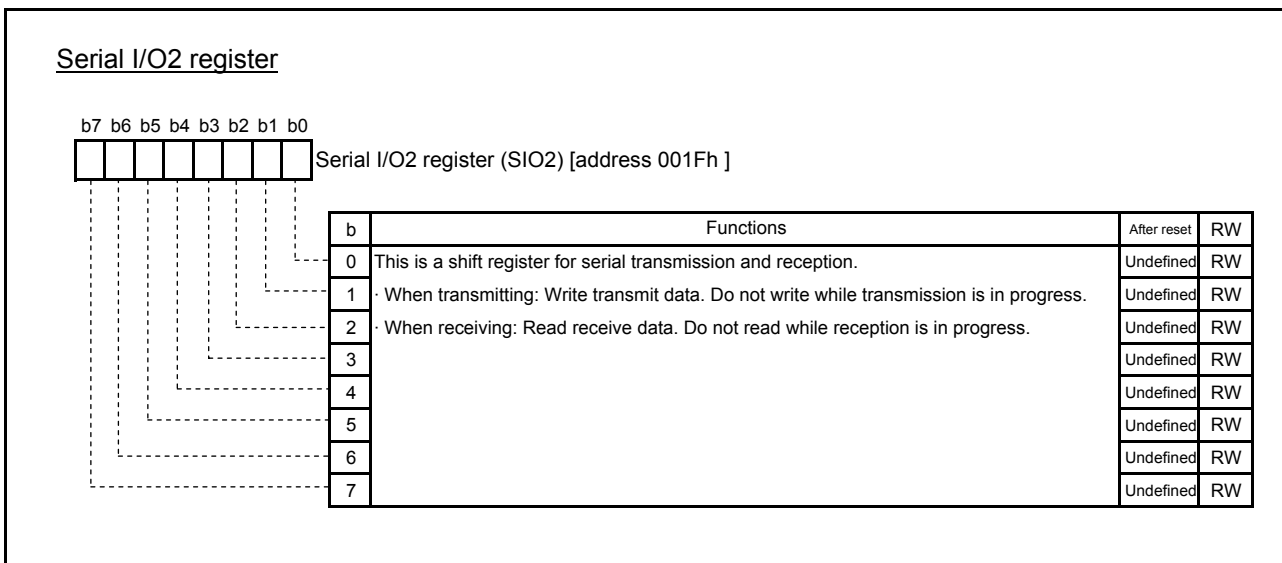 Serial I/O2 register
b7 b6 b5 b4 b3 b2 b1 b0
Serial I/O2 register (SIO2) [address 001Fh ]
b Functions After reset RW
0 This is a shift register for serial transmission and reception. Undefined RW
1 · When transmitting: Write transmit data. Do not write while transmission is in progress. Undefined RW
2 · When receiving: Read receive data. Do not read while reception is in progress. Undefined RW
3 Undefined RW
4 Undefined RW
5 Undefined RW
6 Undefined RW
7 Undefined RW